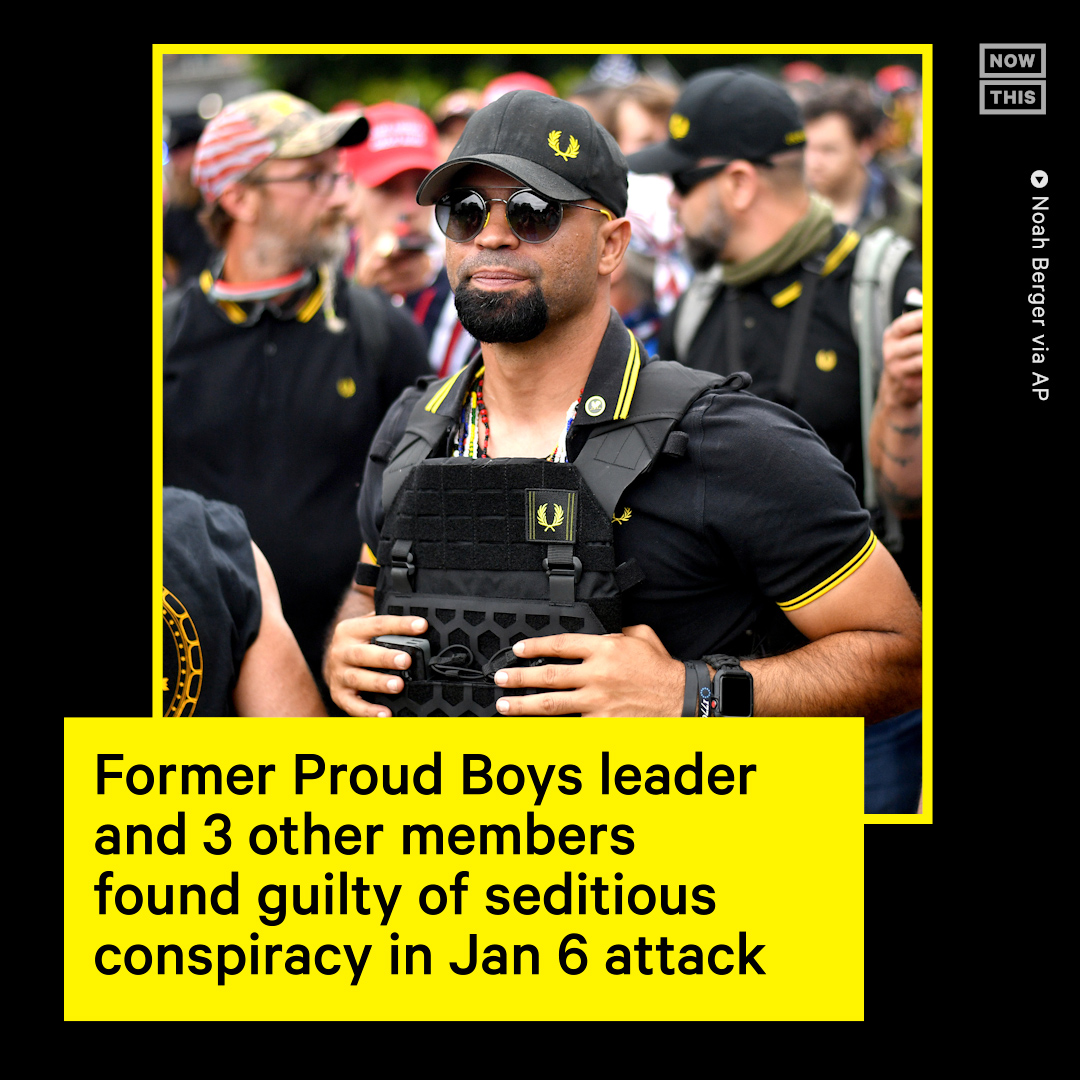 NOW
THIS
Noah Berger via AP
Former Proud Boys leader
and 3 other members
found guilty of seditious
conspiracy in Jan 6 attack